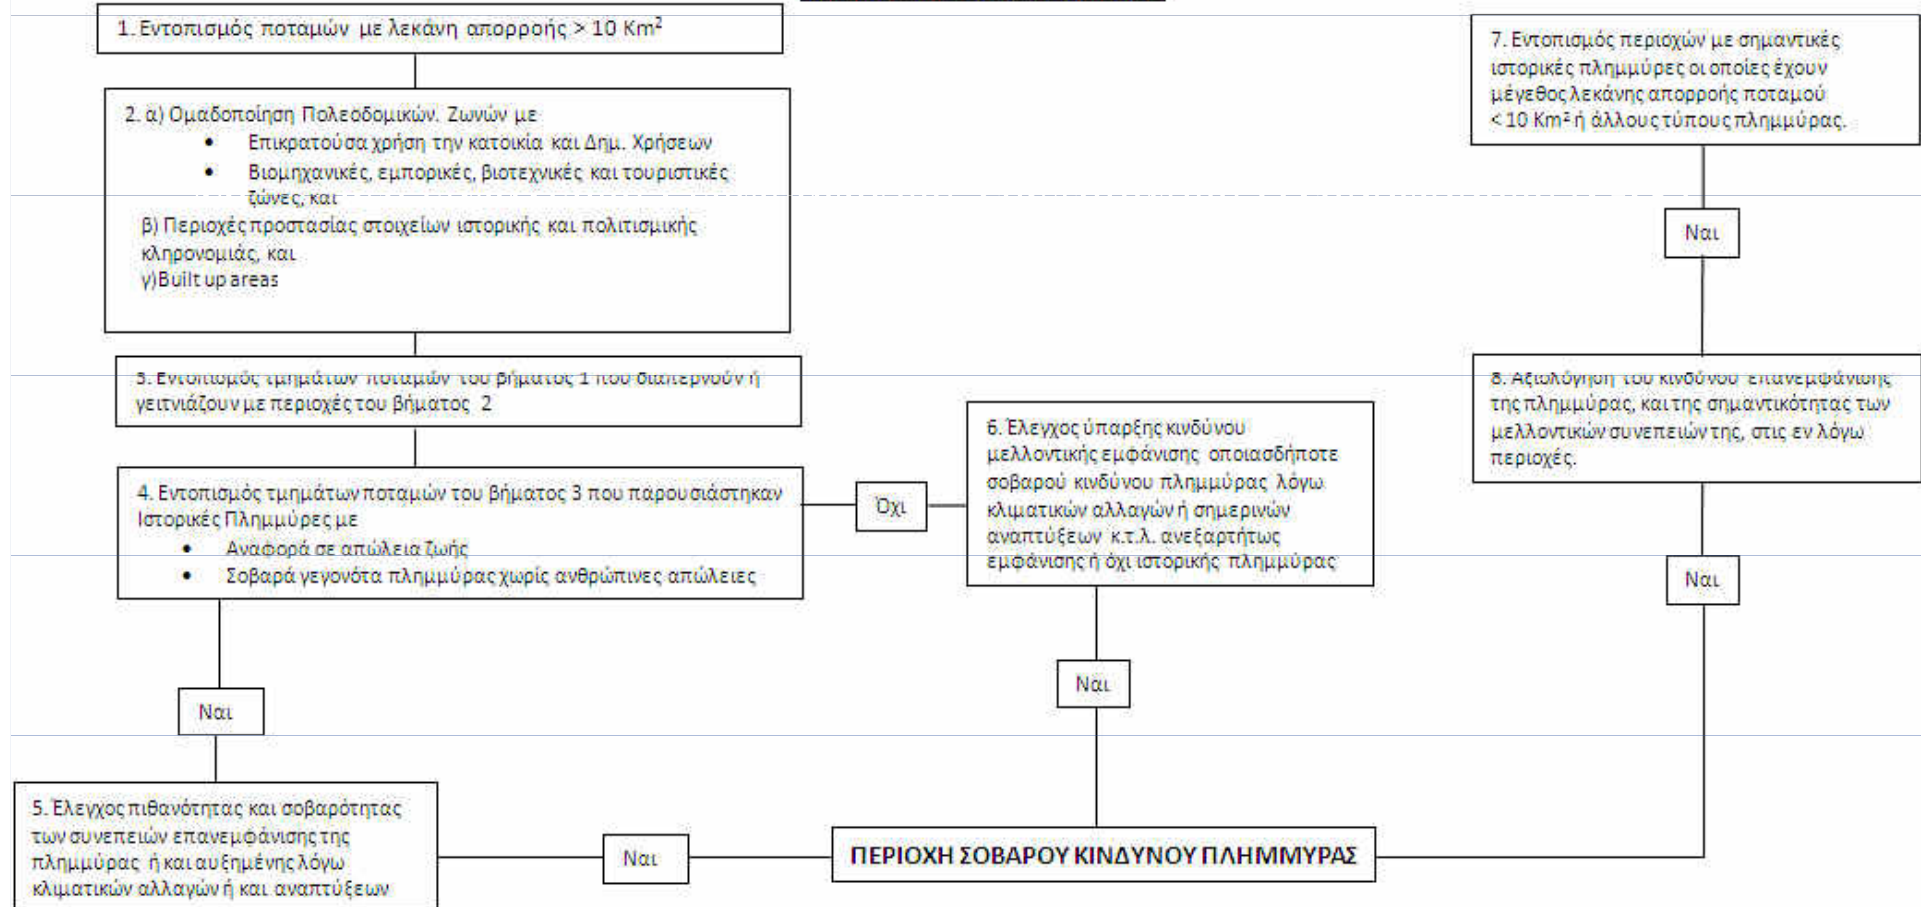 1. Εντοπισμός ποταμών με λεκάνη απορροής > 10 Km²
2. α) Ομαδοποίηση Πολεοδομικών. Ζωνών με
• Επικρατούσα χρήση την κατοικία και Δημ. Χρήσεων
• Βιομηχανικές, εμπορικές, βιοτεχνικές και τουριστικές
ζώνες, και
β) Περιοχές προστασίας στοιχείων ιστορικής και πολιτισμικής
κληρονομιάς, και
γ)Built up areas
3. Εντοπισμός τμημάτων ποταμών του βήματος 1 που διαπερνούν ή
γειτνιάζουν με περιοχές του βήματος 2
4. Εντοπισμός τμημάτων ποταμών του βήματος 3 που παρουσιάστηκαν
Ιστορικές Πλημμύρες με
• Αναφορά σε απώλεια ζωής
• Σοβαρά γεγονότα πλημμύρας χωρίς ανθρώπινες απώλειες
Όχι
6. Έλεγχος ύπαρξης κινδύνου
μελλοντικής εμφάνισης οποιασδήποτε
σοβαρού κινδύνου πλημμύρας λόγω
κλιματικών αλλαγών ή σημερινών
αναπτύξεων κ.τ.λ. ανεξαρτήτως
εμφάνισης ή όχι ιστορικής πλημμύρας
Ναι
Ναι
5. Έλεγχος πιθανότητας και σοβαρότητας
των συνεπειών επανεμφάνισης της
πλημμύρας ή και αυξημένης λόγω
κλιματικών αλλαγών ή και αναπτύξεων
Ναι
ΠΕΡΙΟΧΗ ΣΟΒΑΡΟΥ ΚΙΝΔΥΝΟΥ ΠΛΗΜΜΥΡΑΣ
7. Εντοπισμός περιοχών με σημαντικές
ιστορικές πλημμύρες οι οποίες έχουν
μέγεθος λεκάνης απορροής ποταμού
< 10 Km² ή άλλους τύπους πλημμύρας.
Ναι
8. Αξιολόγηση του κινδύνου επανεμφάνισης
της πλημμύρας, και της σημαντικότητας των
μελλοντικών συνεπειών της, στις εν λόγω
περιοχές.
Ναι